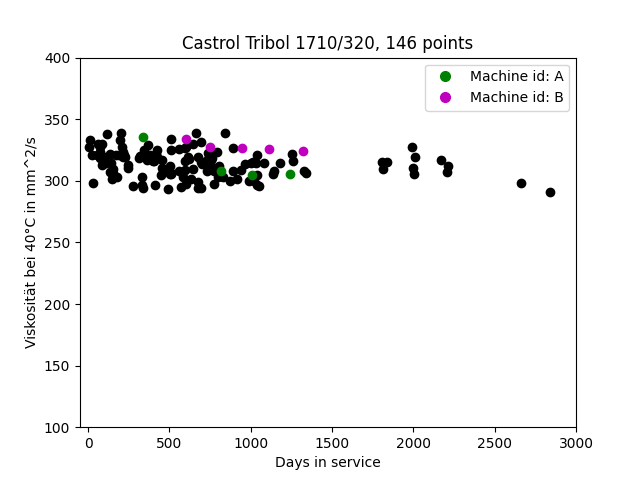 Castrol Tribol 1710/320, 146 points
Machine id: A
Machine id: B
Viskosität bei 40°C in mm^2/s
400
350
300
250
200
150
100
0 500 1000 1500 2000 2500 3000
Days in service